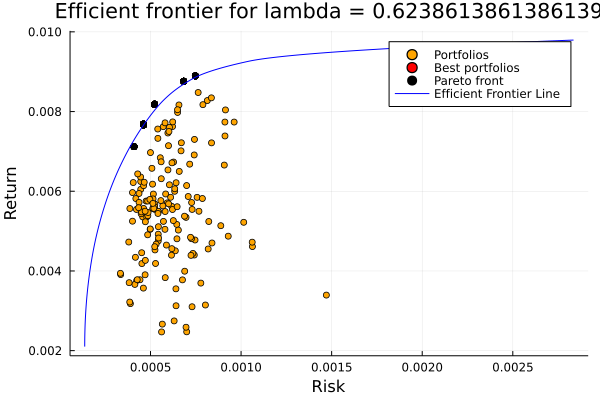 Efficient frontier for lambda = 0.6238613861386139
0.010
0.008
0.006
0.004
0.002
Return
Portfolios
Best portfolios
Pareto front
Efficient Frontier Line
0.0005 0.0010 0.0015 0.0020 0.0025
Risk